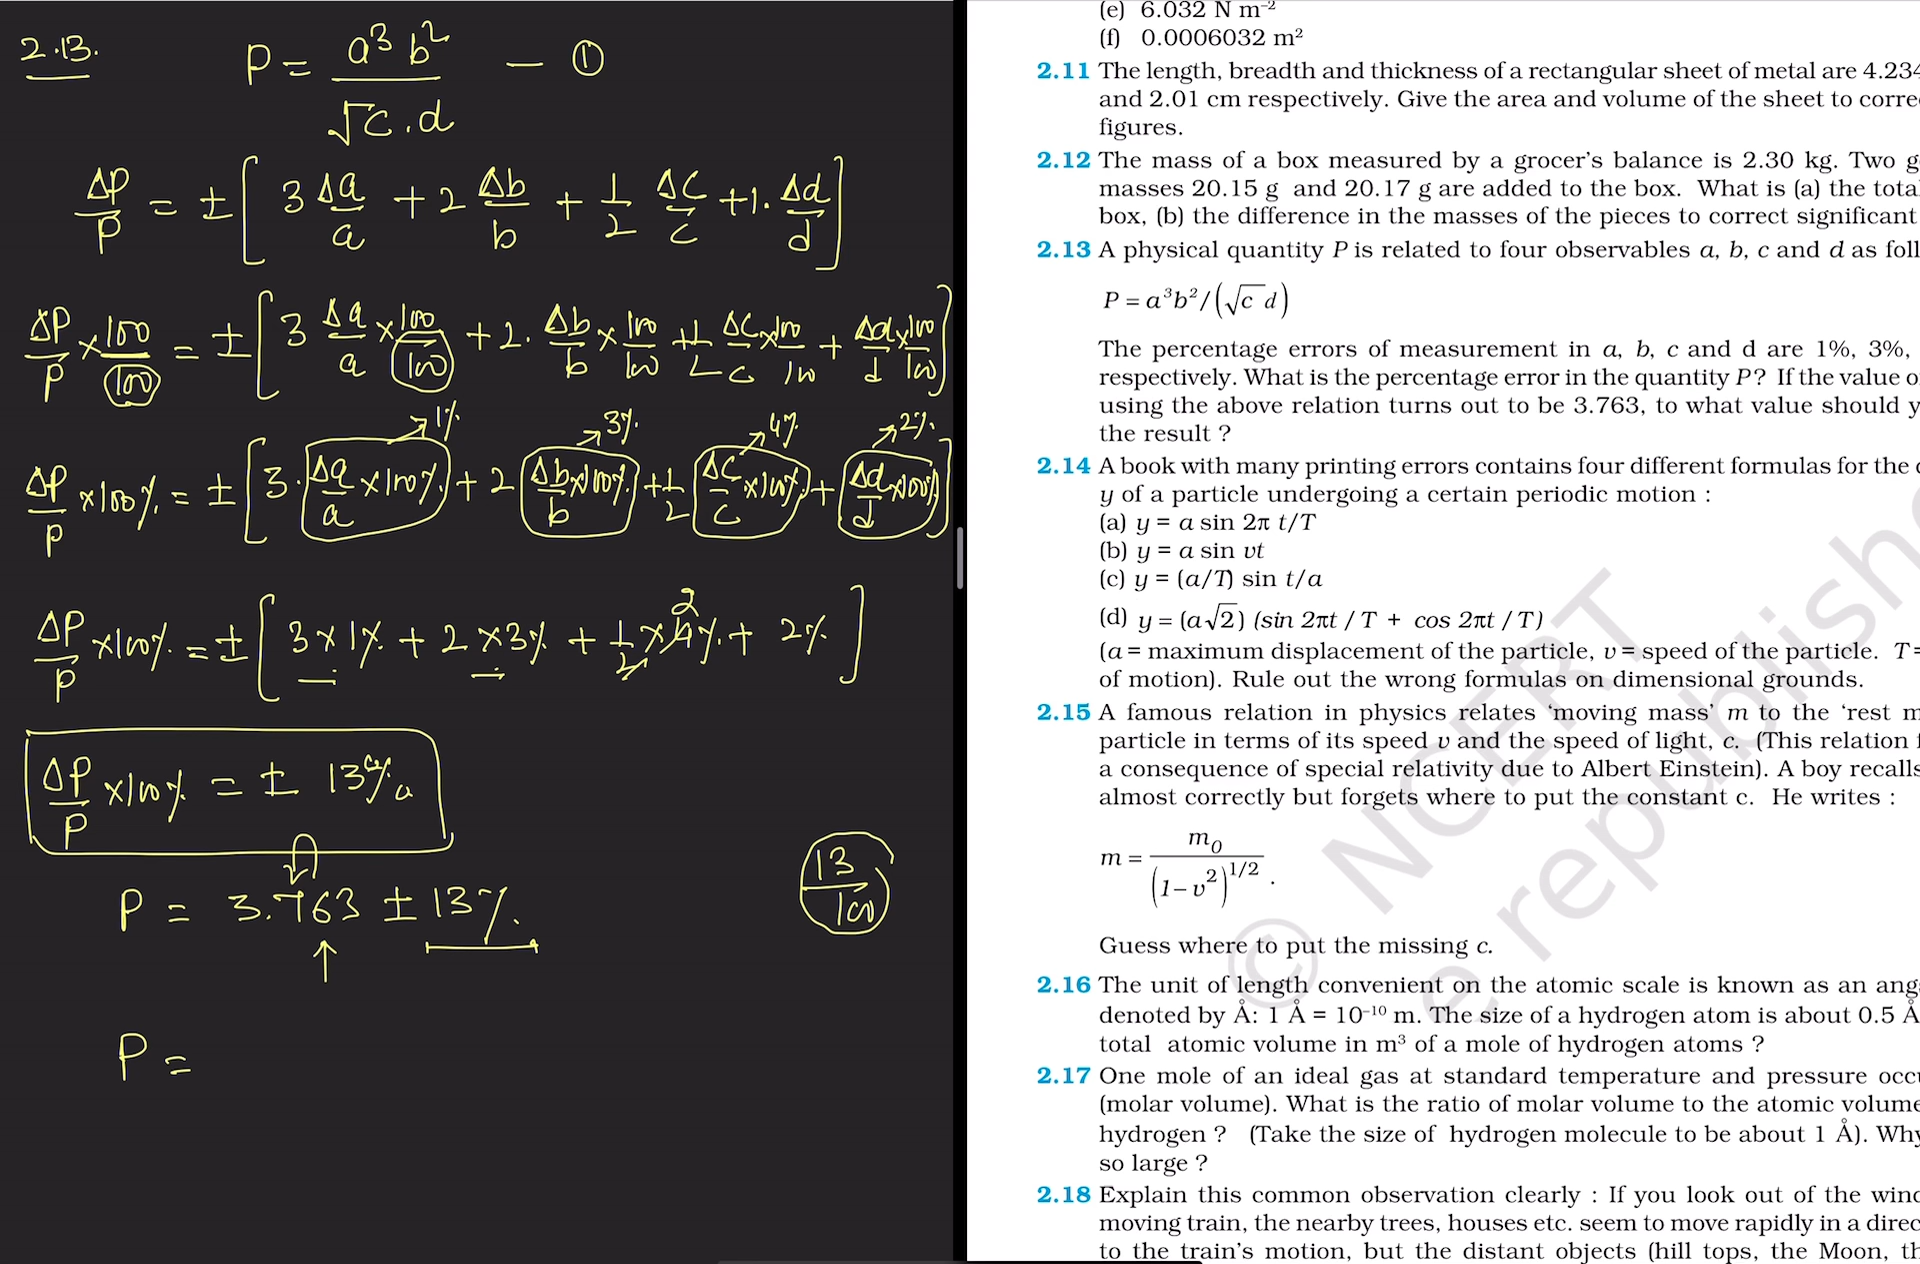 2.13.
P = a³ b² / √c . d — ①
ΔP/P = ± [ 3 Δa/a + 2 Δb/b + 1/2 Δc/c + 1. Δd/d ]
ΔP/P × 100/100 = ± [ 3 Δa/a × 100/100 + 2. Δb/b × 100/100 + 1/2 Δc/c × 100/100 + Δd/d × 100/100 ]
→ 1% → 3% → 4% → 2%
ΔP/P × 100% = ± [ 3. Δa/a × 100% + 2 Δb/b × 100% + 1/2 Δc/c × 100% + Δd/d × 100% ]
ΔP/P × 100% = ± [ 3 × 1% + 2 × 3% + 1/2 × 4% + 2% ]
2
ΔP/P × 100% = ± 13%
P = 3.763 ± 13%
13/100
P =
(e) 6.032 N m⁻²
(f) 0.0006032 m²
2.11 The length, breadth and thickness of a rectangular sheet of metal are 4.234
and 2.01 cm respectively. Give the area and volume of the sheet to corre
figures.
2.12 The mass of a box measured by a grocer's balance is 2.30 kg. Two g
masses 20.15 g and 20.17 g are added to the box. What is (a) the tota
box, (b) the difference in the masses of the pieces to correct significant
2.13 A physical quantity P is related to four observables a, b, c and d as foll
P = a³b²/(√c d)
The percentage errors of measurement in a, b, c and d are 1%, 3%,
respectively. What is the percentage error in the quantity P? If the value o
using the above relation turns out to be 3.763, to what value should y
the result ?
2.14 A book with many printing errors contains four different formulas for the
y of a particle undergoing a certain periodic motion :
(a) y = a sin 2π t/T
(b) y = a sin vt
(c) y = (a/T) sin t/a
(d) y = (a√2) (sin 2πt / T + cos 2πt / T)
(a = maximum displacement of the particle, v = speed of the particle. T =
of motion). Rule out the wrong formulas on dimensional grounds.
2.15 A famous relation in physics relates 'moving mass' m to the 'rest m
particle in terms of its speed v and the speed of light, c. (This relation
a consequence of special relativity due to Albert Einstein). A boy recalls
almost correctly but forgets where to put the constant c. He writes :
m = m₀ / (1 − v²)^1/2 .
Guess where to put the missing c.
2.16 The unit of length convenient on the atomic scale is known as an ang
denoted by Å: 1 Å = 10⁻¹⁰ m. The size of a hydrogen atom is about 0.5 Å
total atomic volume in m³ of a mole of hydrogen atoms ?
2.17 One mole of an ideal gas at standard temperature and pressure occu
(molar volume). What is the ratio of molar volume to the atomic volume
hydrogen ? (Take the size of hydrogen molecule to be about 1 Å). Why
so large ?
2.18 Explain this common observation clearly : If you look out of the wind
moving train, the nearby trees, houses etc. seem to move rapidly in a direc
to the train's motion, but the distant objects (hill tops, the Moon, th
© NCERT
e republish